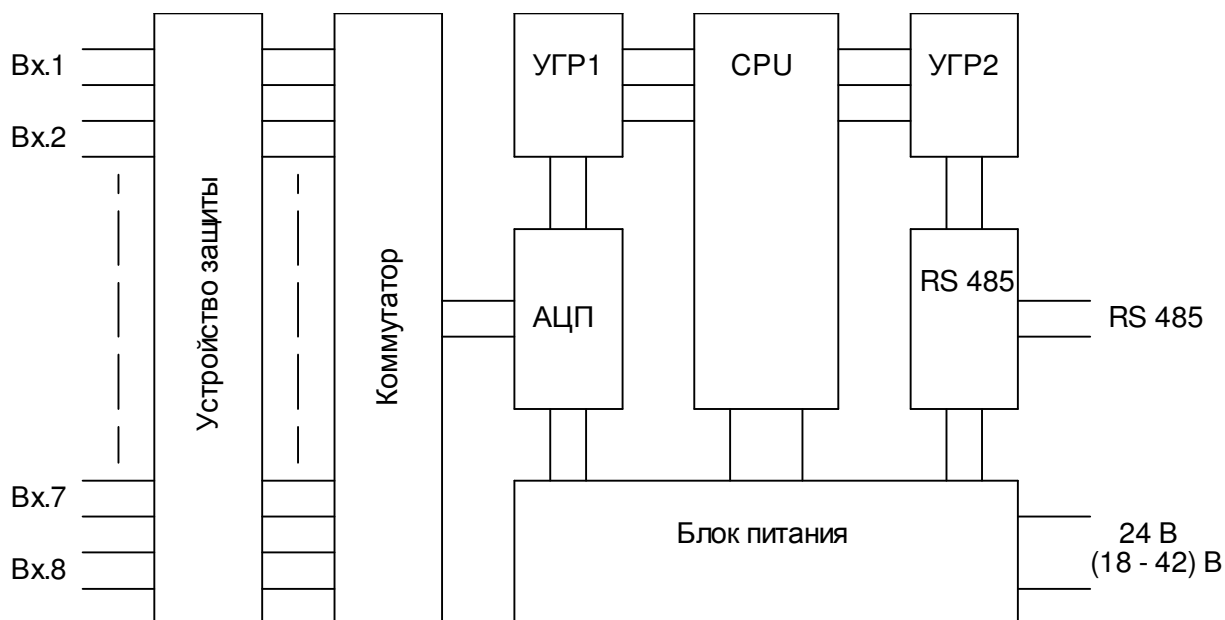 Вх.1
Вх.2
Вх.7
Вх.8
Устройство защиты
Коммутатор
УГР1
CPU
УГР2
АЦП
RS 485
RS 485
Блок питания
24 В
(18 - 42) В